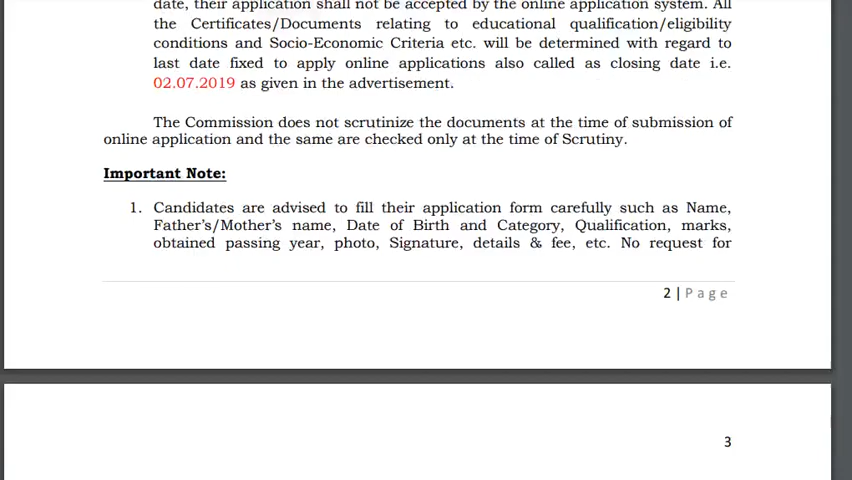 date, their application shall not be accepted by the online application system. All
the Certificates/Documents relating to educational qualification/eligibility
conditions and Socio-Economic Criteria etc. will be determined with regard to
last date fixed to apply online applications also called as closing date i.e.
02.07.2019 as given in the advertisement.
The Commission does not scrutinize the documents at the time of submission of
online application and the same are checked only at the time of Scrutiny.
Important Note:
1. Candidates are advised to fill their application form carefully such as Name,
Father's/Mother's name, Date of Birth and Category, Qualification, marks,
obtained passing year, photo, Signature, details & fee, etc. No request for
2 | Page
3